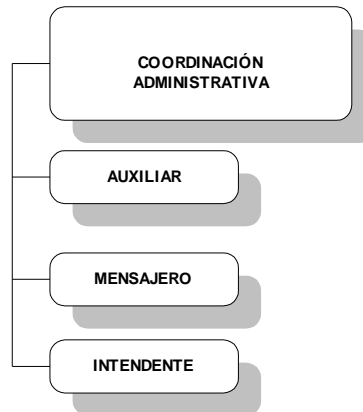 COORDINACIÓN
ADMINISTRATIVA
AUXILIAR
MENSAJERO
INTENDENTE